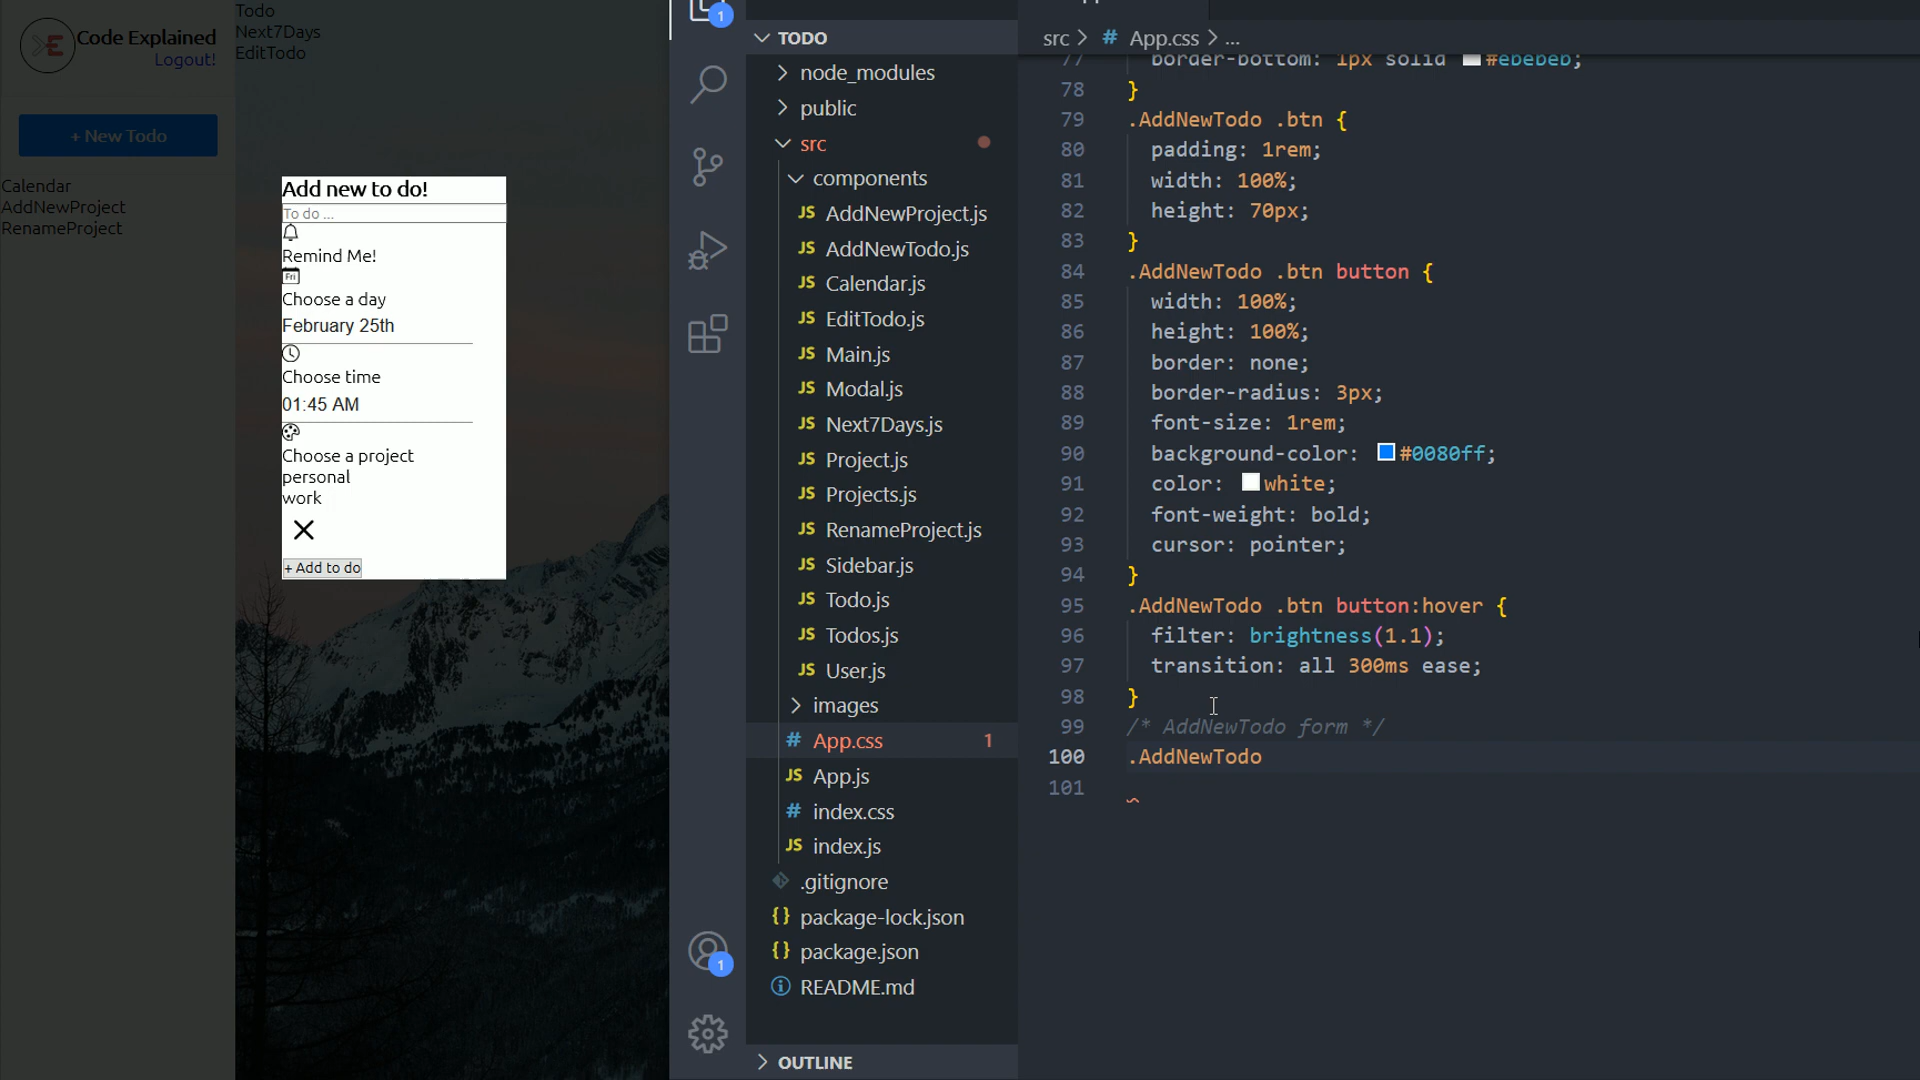 Code Explained
Logout!
+ New Todo
Calendar
AddNewProject
RenameProject
Todo
Next7Days
EditTodo
Add new to do!
To do ...
Remind Me!
Fri
Choose a day
February 25th
Choose time
01:45 AM
Choose a project
personal
work
+ Add to do
1
1
TODO
node_modules
public
src
components
JS AddNewProject.js
JS AddNewTodo.js
JS Calendar.js
JS EditTodo.js
JS Main.js
JS Modal.js
JS Next7Days.js
JS Project.js
JS Projects.js
JS RenameProject.js
JS Sidebar.js
JS Todo.js
JS Todos.js
JS User.js
images
# App.css 1
JS App.js
# index.css
JS index.js
.gitignore
{} package-lock.json
{} package.json
README.md
OUTLINE
src > # App.css > ...
77 border-bottom: 1px solid #ebebeb;
78 }
79 .AddNewTodo .btn {
80 padding: 1rem;
81 width: 100%;
82 height: 70px;
83 }
84 .AddNewTodo .btn button {
85 width: 100%;
86 height: 100%;
87 border: none;
88 border-radius: 3px;
89 font-size: 1rem;
90 background-color: #0080ff;
91 color: white;
92 font-weight: bold;
93 cursor: pointer;
94 }
95 .AddNewTodo .btn button:hover {
96 filter: brightness(1.1);
97 transition: all 300ms ease;
98 }
99 /* AddNewTodo form */
100 .AddNewTodo
101